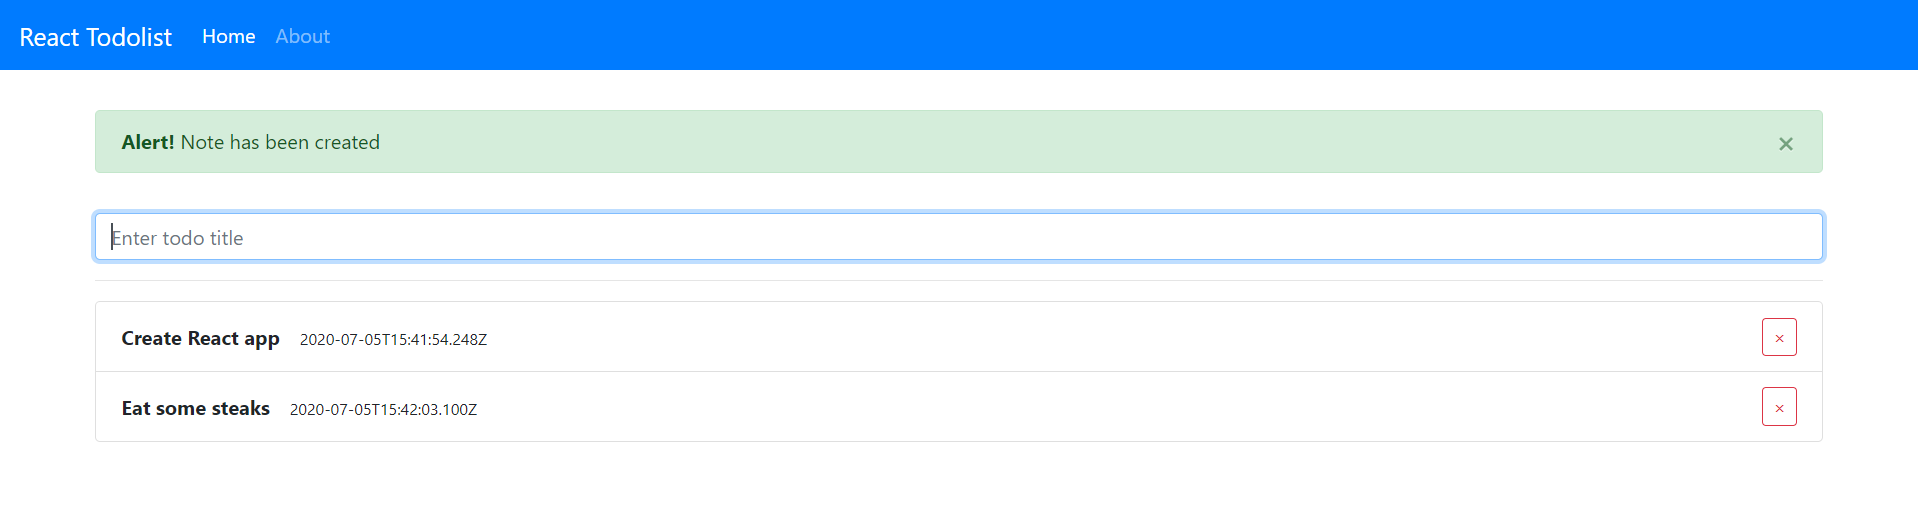 React Todolist Home About
Alert! Note has been created ×
Enter todo title
Create React app 2020-07-05T15:41:54.248Z ×
Eat some steaks 2020-07-05T15:42:03.100Z ×